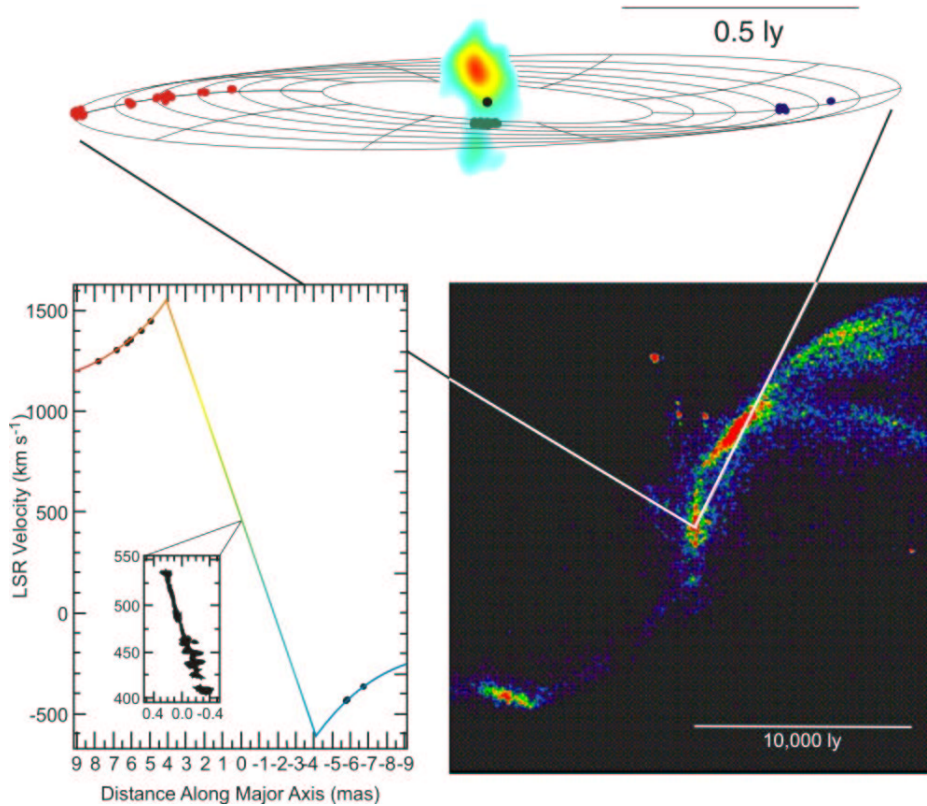 0.5 ly
1500
1000
500
0
-500
LSR Velocity (km s⁻¹)
550
500
450
400
0.4 0.0 -0.4
9 8 7 6 5 4 3 2 1 0 -1 -2 -3 -4 -5 -6 -7 -8 -9
Distance Along Major Axis (mas)
10,000 ly